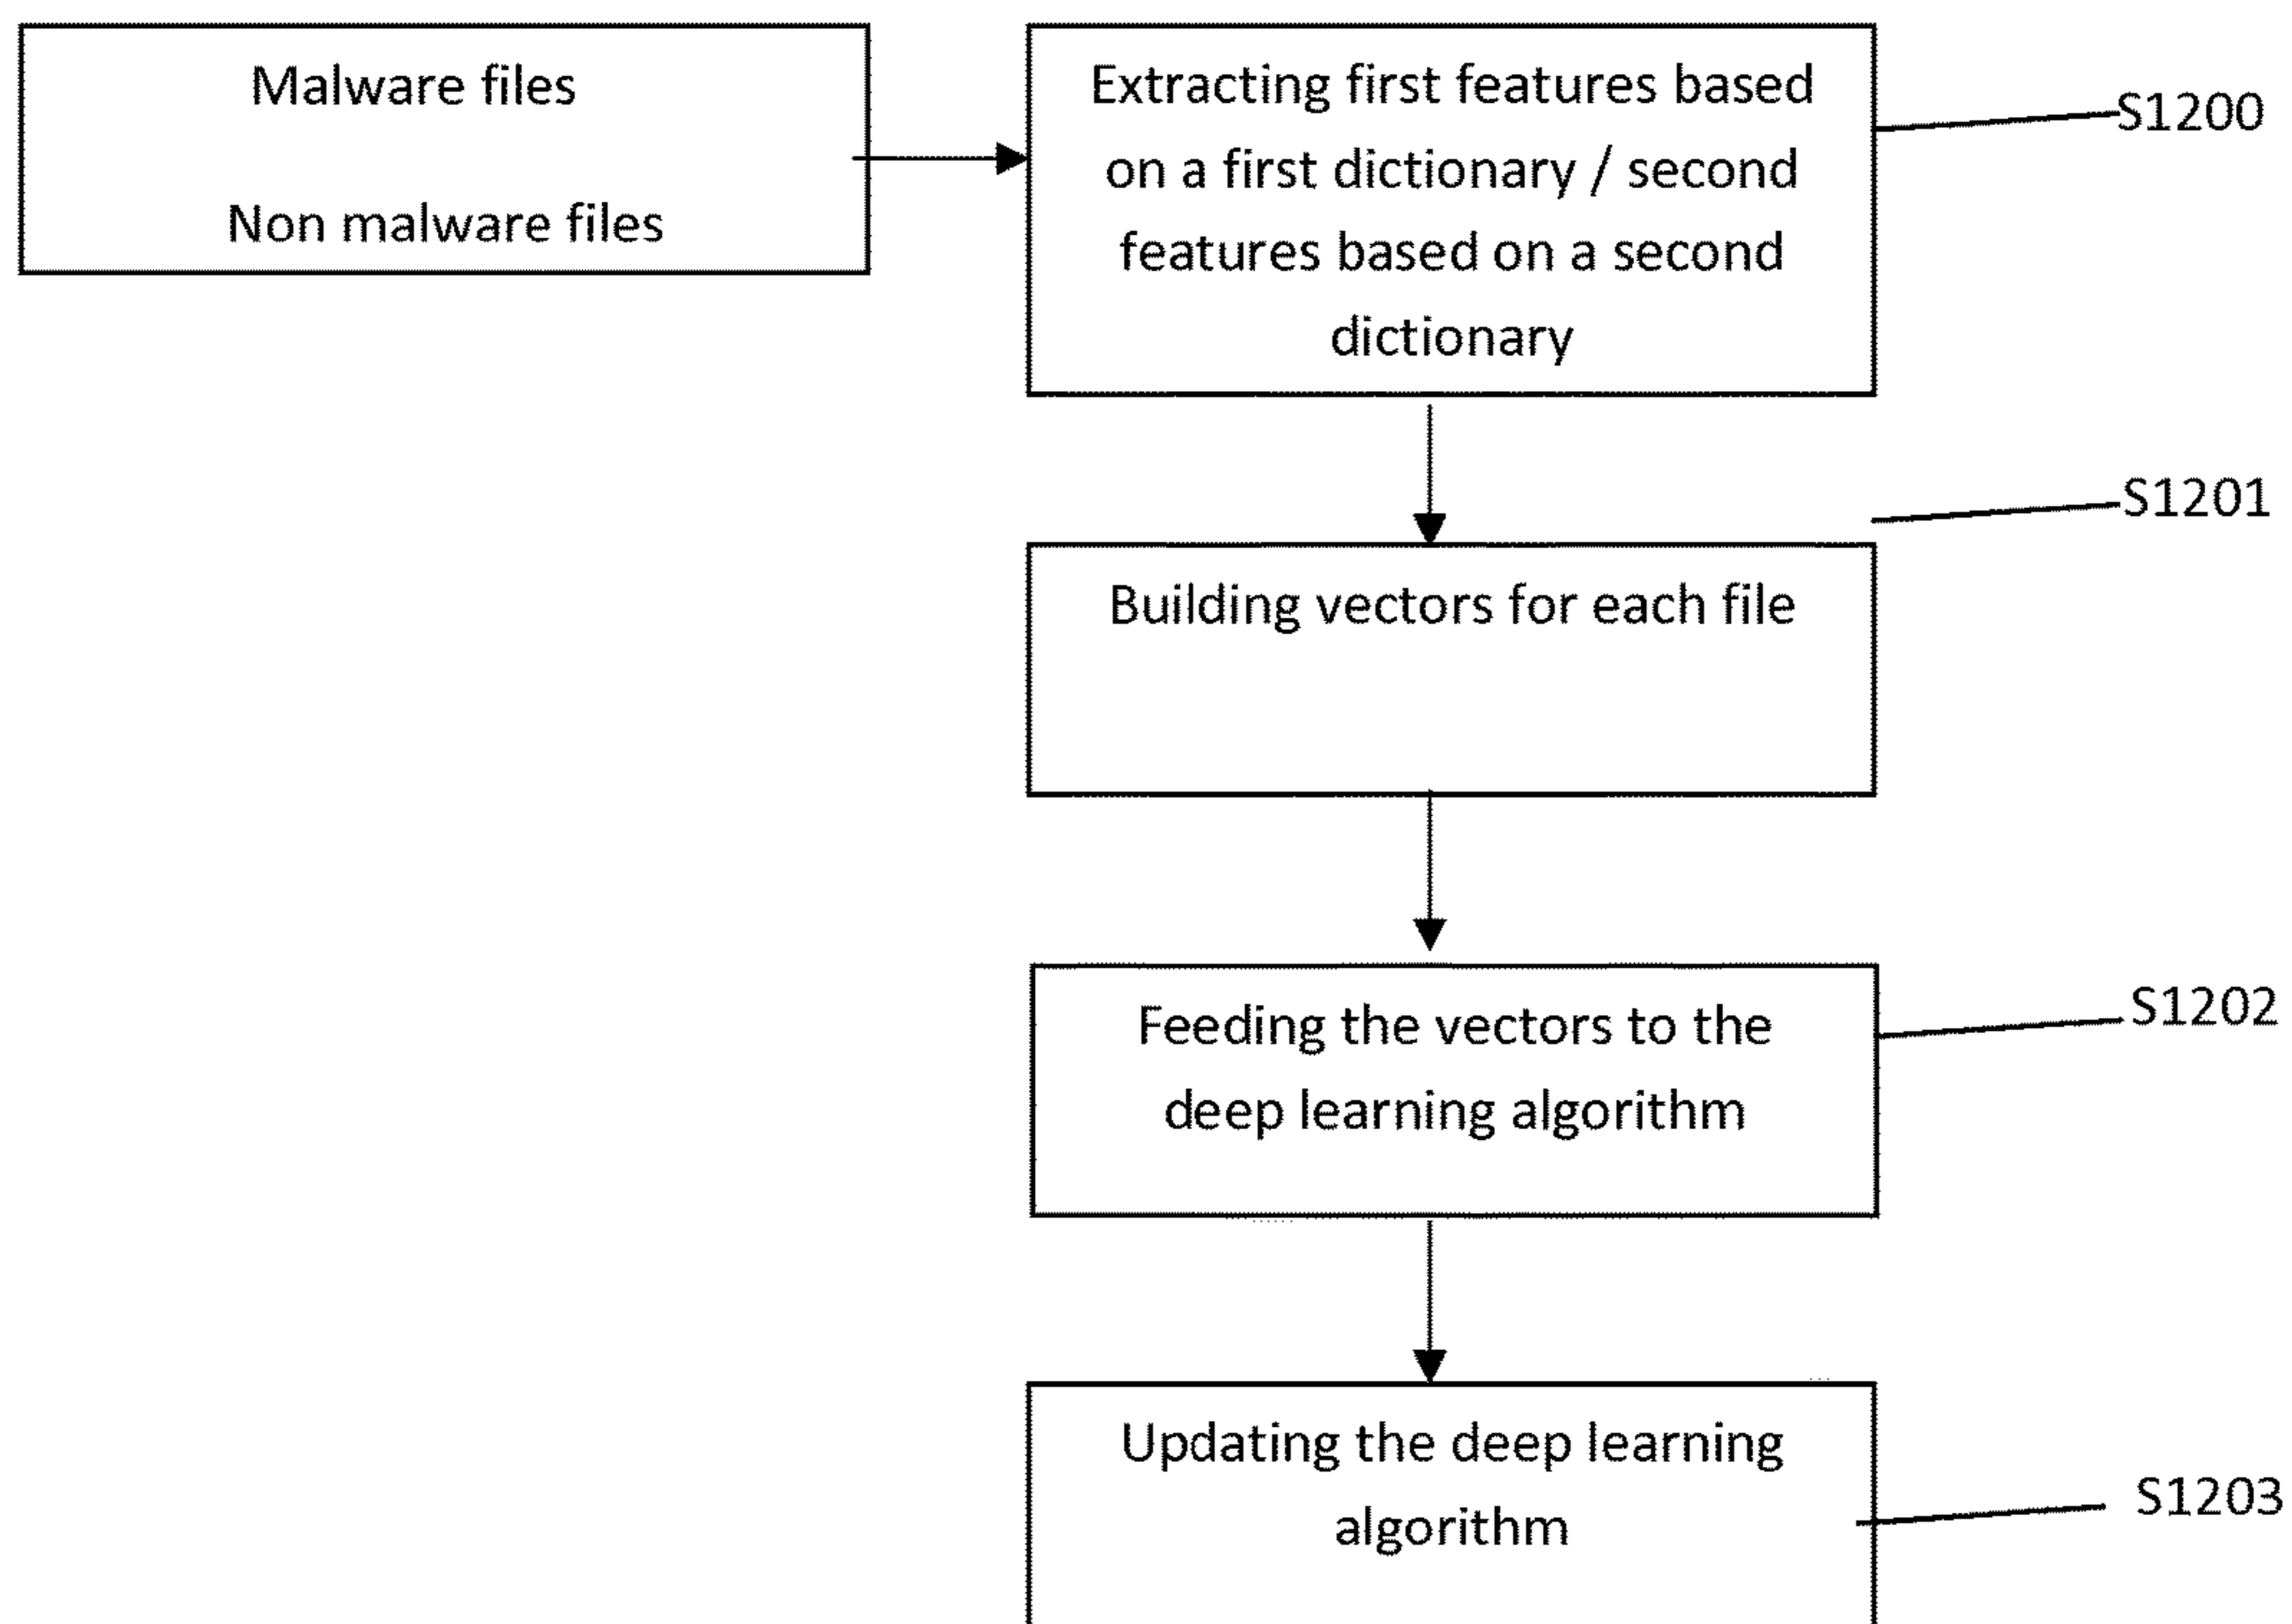 Malware files
Non malware files
Extracting first features based
on a first dictionary / second
features based on a second
dictionary
S1200
Building vectors for each file
S1201
Feeding the vectors to the
deep learning algorithm
S1202
Updating the deep learning
algorithm
S1203